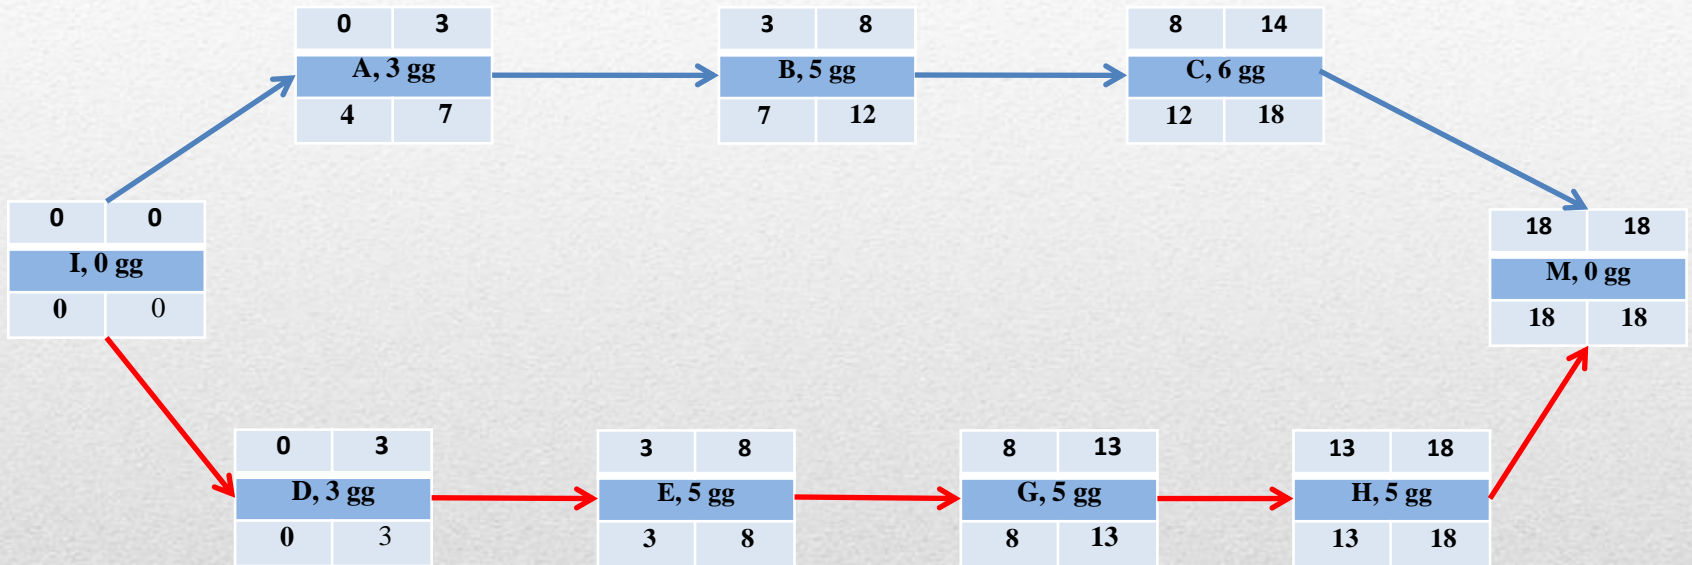 0 3
A, 3 gg
4 7
3 8
B, 5 gg
7 12
8 14
C, 6 gg
12 18
0 0
I, 0 gg
0 0
18 18
M, 0 gg
18 18
0 3
D, 3 gg
0 3
3 8
E, 5 gg
3 8
8 13
G, 5 gg
8 13
13 18
H, 5 gg
13 18